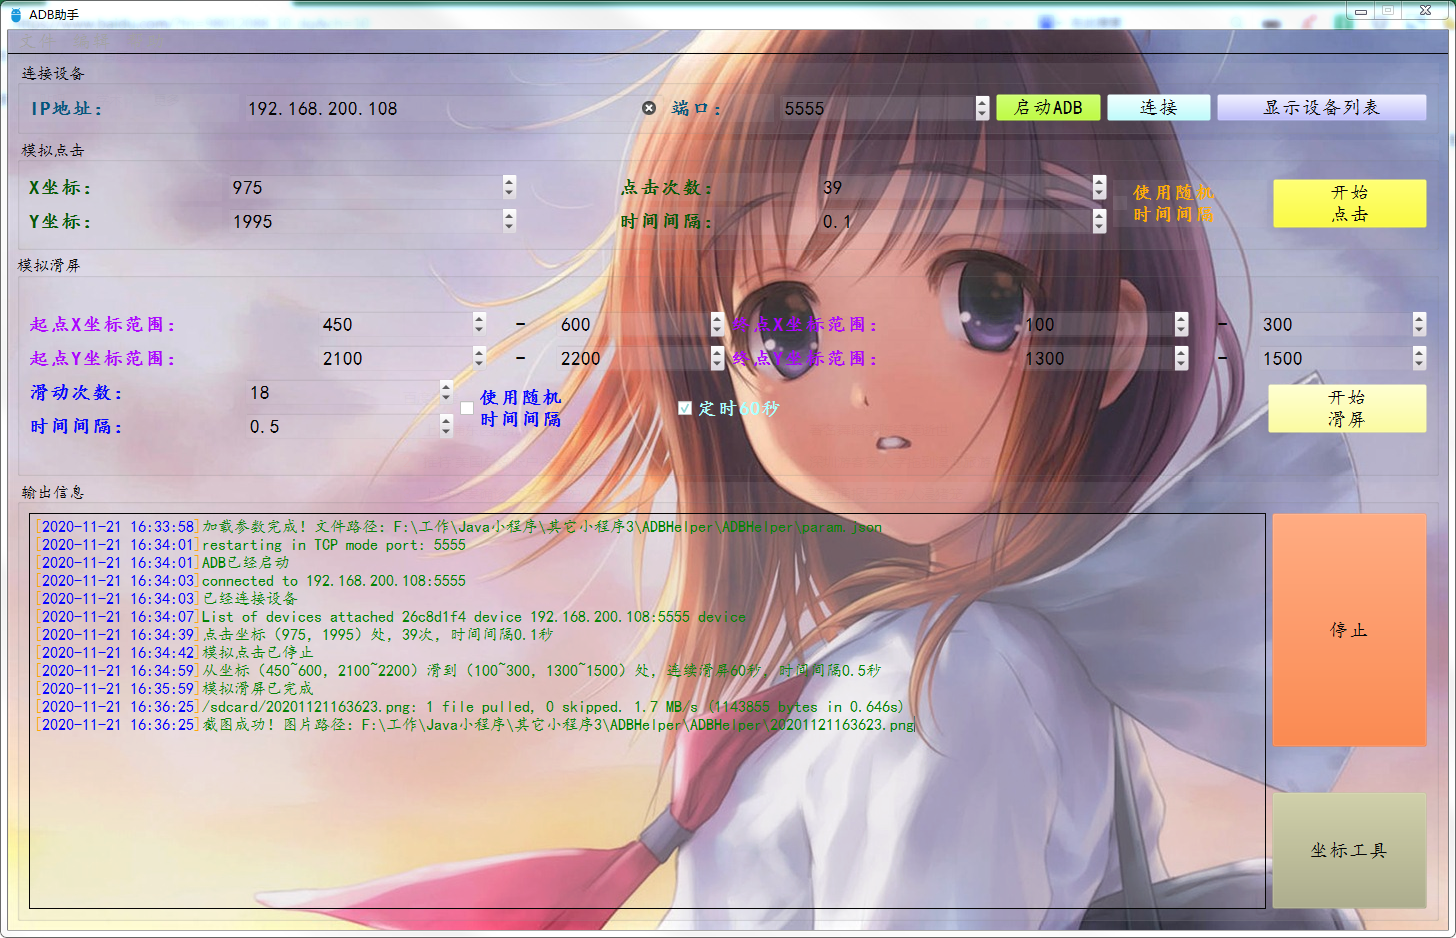 ADB助手
文件 编辑
连接设备
IP地址: 192.168.200.108 端口: 5555 启动ADB 连接 显示设备列表
模拟点击
X坐标: 975 点击次数: 39
Y坐标: 1995 时间间隔: 0.1
使用随机
时间间隔
开始
点击
模拟滑屏
起点X坐标范围: 450 - 600 终点X坐标范围: 100 - 300
起点Y坐标范围: 2100 - 2200 终点Y坐标范围: 1300 - 1500
滑动次数: 18
时间间隔: 0.5
使用随机
时间间隔
定时60秒
开始
滑屏
输出信息
[2020-11-21 16:33:58]加载参数完成! 文件路径: F:\工作\Java小程序\其它小程序3\ADBHelper\ADBHelper\param.json
[2020-11-21 16:34:01]restarting in TCP mode port: 5555
[2020-11-21 16:34:01]ADB已经启动
[2020-11-21 16:34:03]connected to 192.168.200.108:5555
[2020-11-21 16:34:03]已经连接设备
[2020-11-21 16:34:07]List of devices attached 26c8d1f4 device 192.168.200.108:5555 device
[2020-11-21 16:34:39]点击坐标（975, 1995）处, 39次, 时间间隔0.1秒
[2020-11-21 16:34:42]模拟点击已停止
[2020-11-21 16:34:59]从坐标（450~600, 2100~2200）滑到（100~300, 1300~1500）处, 连续滑屏60秒, 时间间隔0.5秒
[2020-11-21 16:35:59]模拟滑屏已完成
[2020-11-21 16:36:25]/sdcard/20201121163623.png: 1 file pulled, 0 skipped. 1.7 MB/s (1143855 bytes in 0.646s)
[2020-11-21 16:36:25]截图成功! 图片路径: F:\工作\Java小程序\其它小程序3\ADBHelper\ADBHelper\20201121163623.png
停止
坐标工具